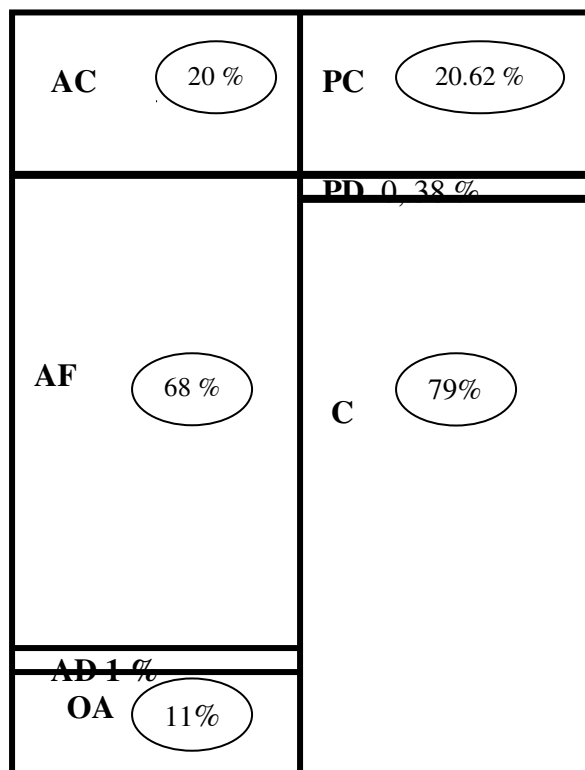 AC 20 %
PC 20.62 %
PD 0, 38 %
AF 68 %
C 79%
AD 1 %
OA 11%